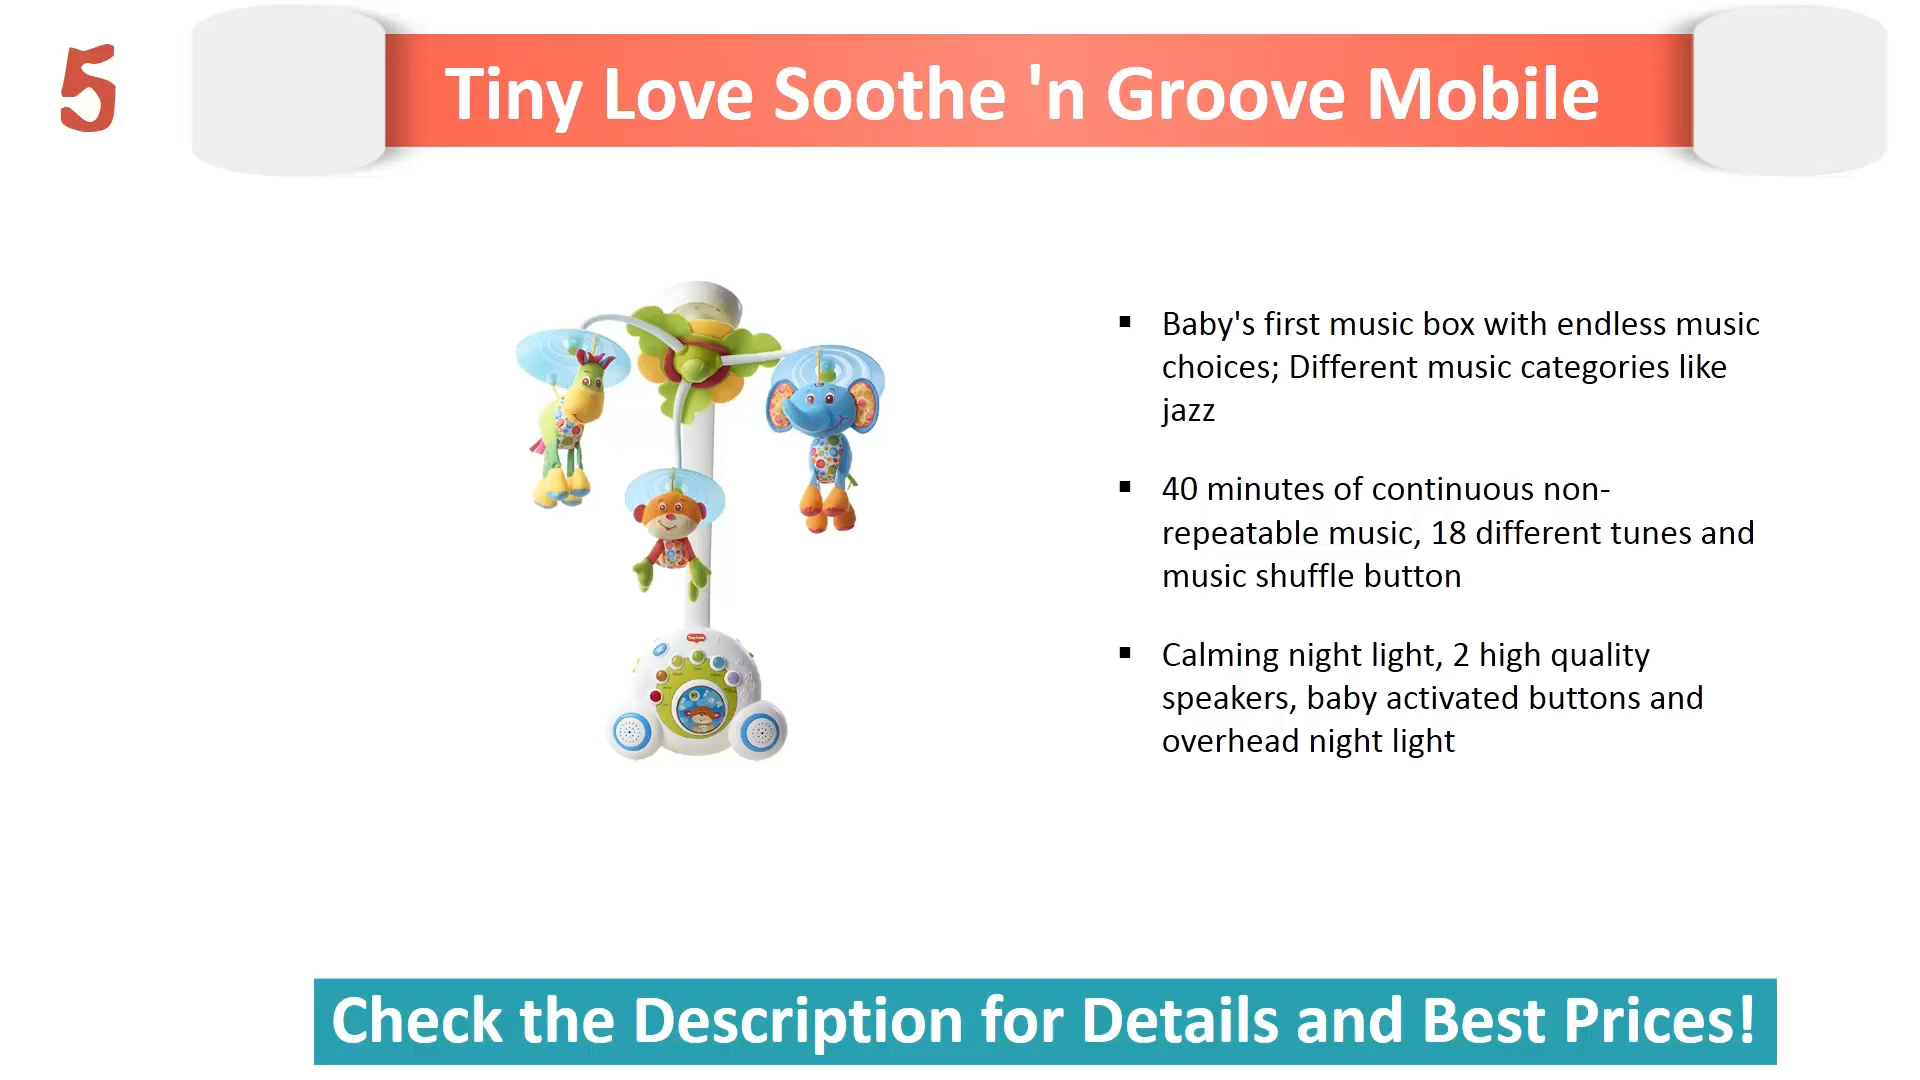 5
Tiny Love Soothe 'n Groove Mobile
Baby's first music box with endless music
choices; Different music categories like
jazz
40 minutes of continuous non-
repeatable music, 18 different tunes and
music shuffle button
Calming night light, 2 high quality
speakers, baby activated buttons and
overhead night light
Check the Description for Details and Best Prices!